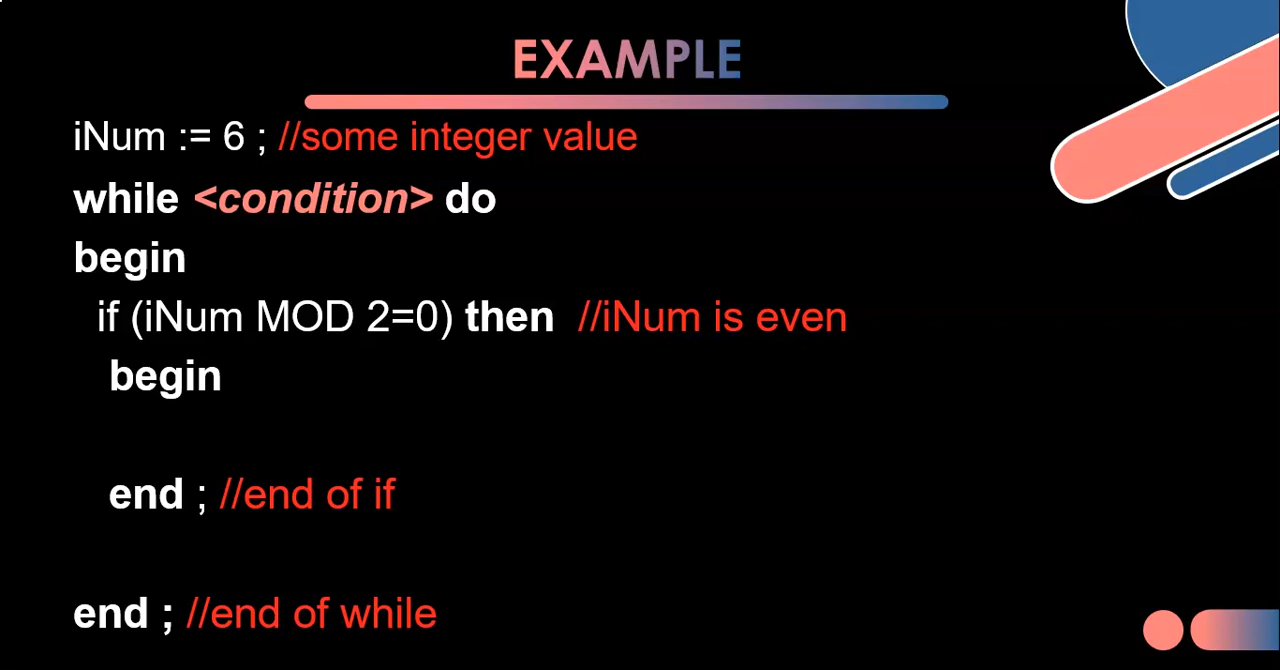 EXAMPLE
iNum := 6 ; //some integer value
while <condition> do
begin
if (iNum MOD 2=0) then //iNum is even
begin
end ; //end of if
end ; //end of while